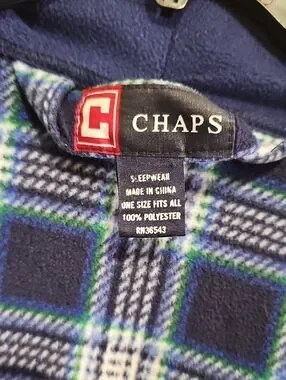 C CHAPS
SLEEPWEAR
MADE IN CHINA
ONE SIZE FITS ALL
100% POLYESTER
RN36543